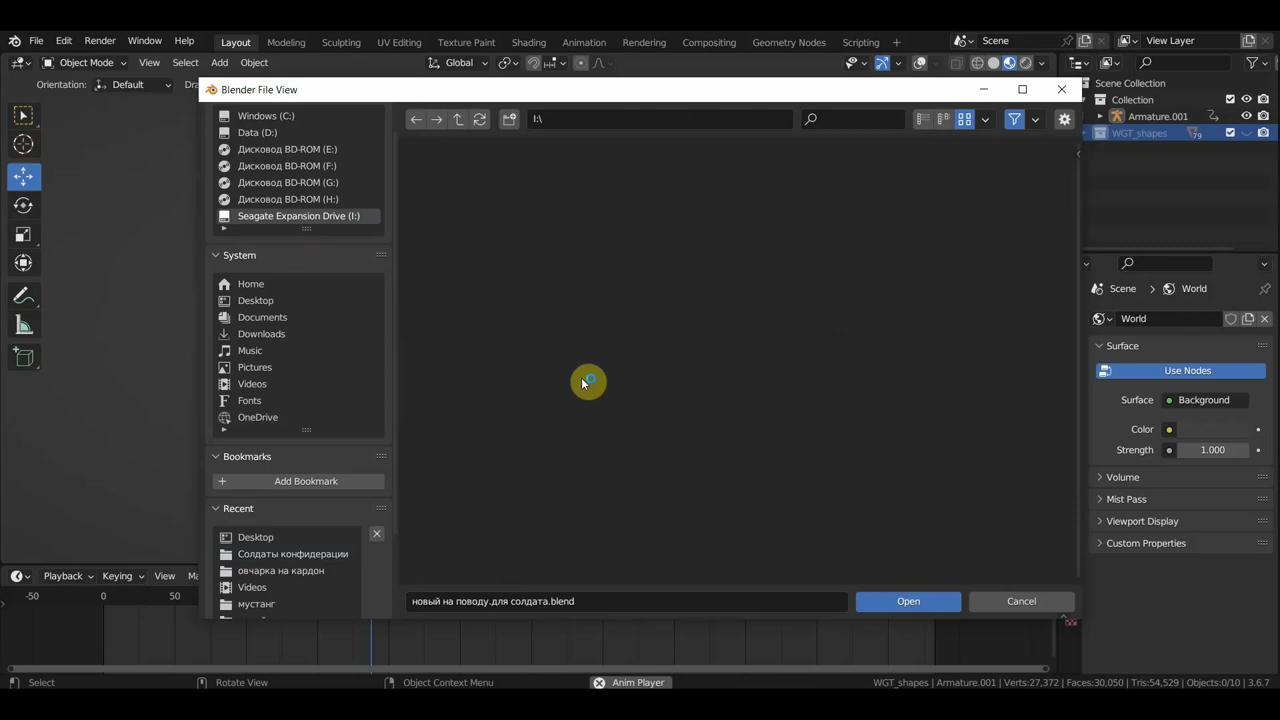 File Edit Render Window Help
Layout Modeling Sculpting UV Editing Texture Paint Shading Animation Rendering Compositing Geometry Nodes Scripting
Scene
View Layer
Object Mode View Select Add Object
Global
Orientation: Default
Blender File View
Scene Collection
Collection
Armature.001
WGT_shapes
79
Windows (C:)
Data (D:)
Дисковод BD-ROM (E:)
Дисковод BD-ROM (F:)
Дисковод BD-ROM (G:)
Дисковод BD-ROM (H:)
Seagate Expansion Drive (I:)
I:\
System
Home
Desktop
Documents
Downloads
Music
Pictures
Videos
Fonts
OneDrive
Bookmarks
Add Bookmark
Recent
Desktop
Солдаты конфидерации
овчарка на кардон
Videos
мустанг
новый на поводу.для солдата.blend
Open
Cancel
Scene World
World
Surface
Use Nodes
Surface Background
Color
Strength 1.000
Volume
Mist Pass
Viewport Display
Custom Properties
Playback Keying View
-50 0 50
Select
Rotate View
Object Context Menu
Anim Player
WGT_shapes | Armature.001 | Verts:27,372 | Faces:30,050 | Tris:54,529 | Objects:0/10 | 3.6.7